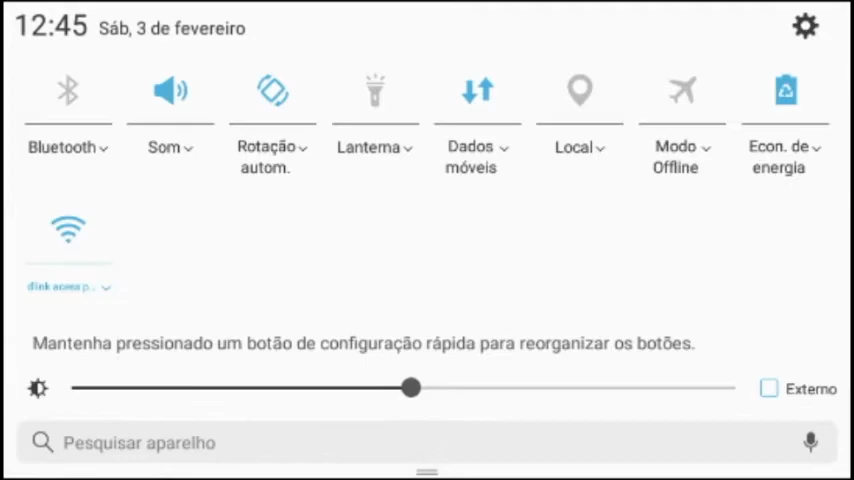 12:45 Sáb, 3 de fevereiro
Bluetooth Som Rotação autom. Lanterna Dados móveis Local Modo Offline Econ. de energia
dlink
Mantenha pressionado um botão de configuração rápida para reorganizar os botões.
Externo
Pesquisar aparelho